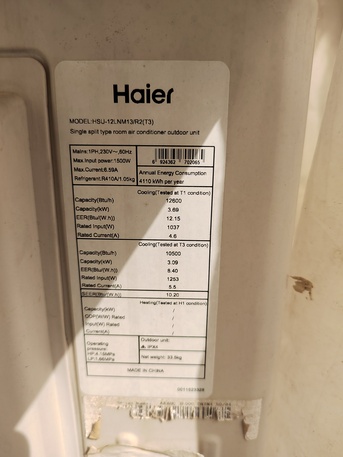 Haier
MODEL:HSU-12LNM13/R2(T3)
Single split type room air conditioner outdoor unit
Mains: 1PH,230V~,60Hz
Max.Input power:1500W
Max.Current:6.59A
Refrigerant:R410A/1.05kg
Annual Energy Consumption
4110 kWh per year
Cooling(Tested at T1 condition)
Capacity(Btu/h) 12600
Capacity(kW) 3.69
EER(Btu/W.h) 12.15
Rated Input(W) 1037
Rated Current(A) 4.6
Cooling(Tested at T3 condition)
Capacity(Btu/h) 10500
Capacity(kW) 3.09
EER(Btu/W.h) 8.40
Rated Input(W) 1253
Rated Current(A) 5.5
10.20
Heating(Tested at H1 condition)
Capacity(Btu/h) /
Capacity(kW) /
COP(W/W) Rated /
Input(W) Rated /
Current(A) /
Operating
pressure:
Outdoor unit:
Net weight:
MADE IN CHINA